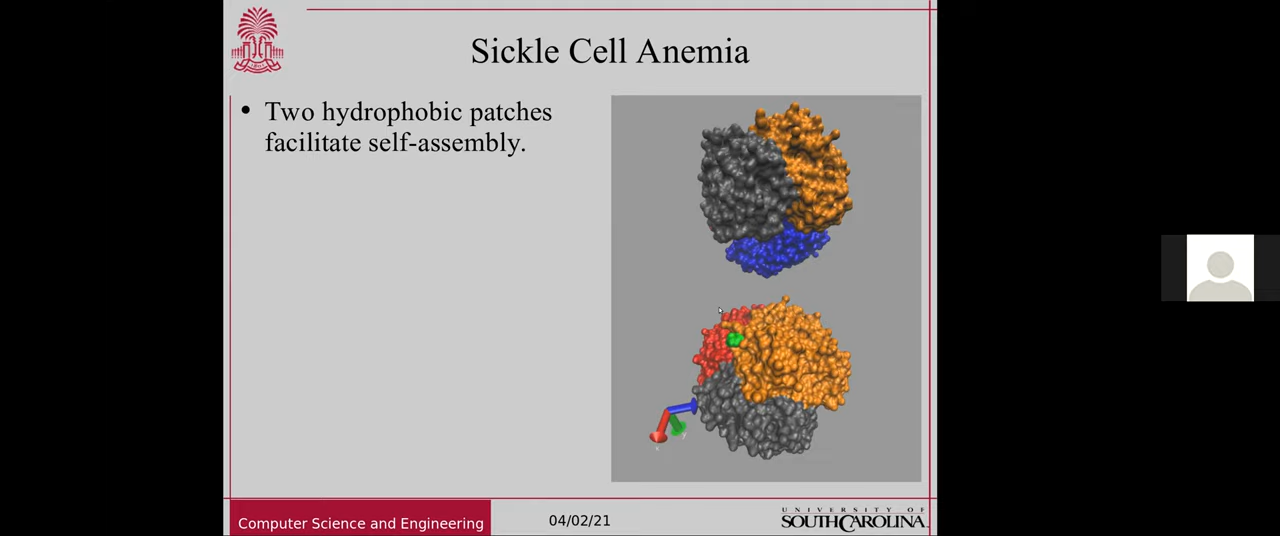 Sickle Cell Anemia
• Two hydrophobic patches
facilitate self-assembly.
Computer Science and Engineering
04/02/21
UNIVERSITY OF
SOUTH CAROLINA